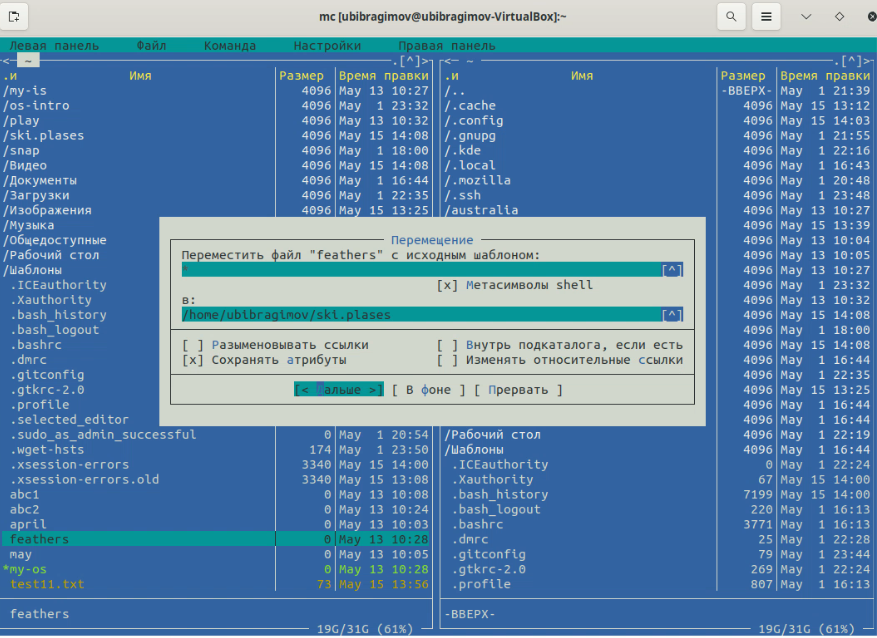 mc [ubibragimov@ubibragimov-VirtualBox]:~
Левая панель Файл Команда Настройки Правая панель
<─ ~ .[^]>
.и Имя Размер Время правки
/my-is 4096 May 13 10:27
/os-intro 4096 May 1 23:32
/play 4096 May 13 10:32
/ski.plases 4096 May 15 14:08
/snap 4096 May 1 18:00
/Видео 4096 May 15 14:08
/Документы 4096 May 1 16:44
/Загрузки 4096 May 1 22:35
/Изображения 4096 May 15 13:25
/Музыка
/Общедоступные
/Рабочий стол
/Шаблоны
.ICEauthority
.Xauthority
.bash_history
.bash_logout
.bashrc
.dmrc
.gitconfig
.gtkrc-2.0
.profile
.selected_editor
.sudo_as_admin_successful 0 May 1 20:54
.wget-hsts 174 May 1 23:50
.xsession-errors 3340 May 15 14:00
.xsession-errors.old 3340 May 15 13:08
abc1 0 May 13 10:08
abc2 0 May 13 10:24
april 0 May 13 10:03
feathers 0 May 13 10:28
may 0 May 13 10:05
*my-os 0 May 13 10:28
test11.txt 73 May 15 13:56
feathers
19G/31G (61%)
Перемещение
Переместить файл "feathers" с исходным шаблоном:
* [^]
[x] Метасимволы shell
в:
/home/ubibragimov/ski.plases [^]
[ ] Разыменовывать ссылки [ ] Внутрь подкаталога, если есть
[x] Сохранять атрибуты [ ] Изменять относительные ссылки
[< Дальше >] [ В фоне ] [ Прервать ]
<─ ~ .[^]>
.и Имя Размер Время правки
/.. -ВВЕРХ- May 1 21:39
/.cache 4096 May 15 13:12
/.config 4096 May 15 14:03
/.gnupg 4096 May 1 21:55
/.kde 4096 May 1 22:16
/.local 4096 May 1 16:43
/.mozilla 4096 May 1 20:48
/.ssh 4096 May 1 23:48
/australia 4096 May 13 10:27
4096 May 15 13:39
4096 May 13 10:04
4096 May 13 10:05
4096 May 13 10:27
4096 May 1 23:32
4096 May 13 10:32
4096 May 15 14:08
4096 May 1 18:00
4096 May 15 14:08
4096 May 1 16:44
4096 May 1 22:35
4096 May 15 13:25
4096 May 1 16:44
4096 May 1 16:44
/Рабочий стол 4096 May 1 22:19
/Шаблоны 4096 May 1 16:44
.ICEauthority 0 May 1 22:24
.Xauthority 67 May 15 14:00
.bash_history 7199 May 15 14:00
.bash_logout 220 May 1 16:13
.bashrc 3771 May 1 16:13
.dmrc 25 May 1 22:28
.gitconfig 79 May 1 23:44
.gtkrc-2.0 269 May 1 22:24
.profile 807 May 1 16:13
-ВВЕРХ-
19G/31G (61%)